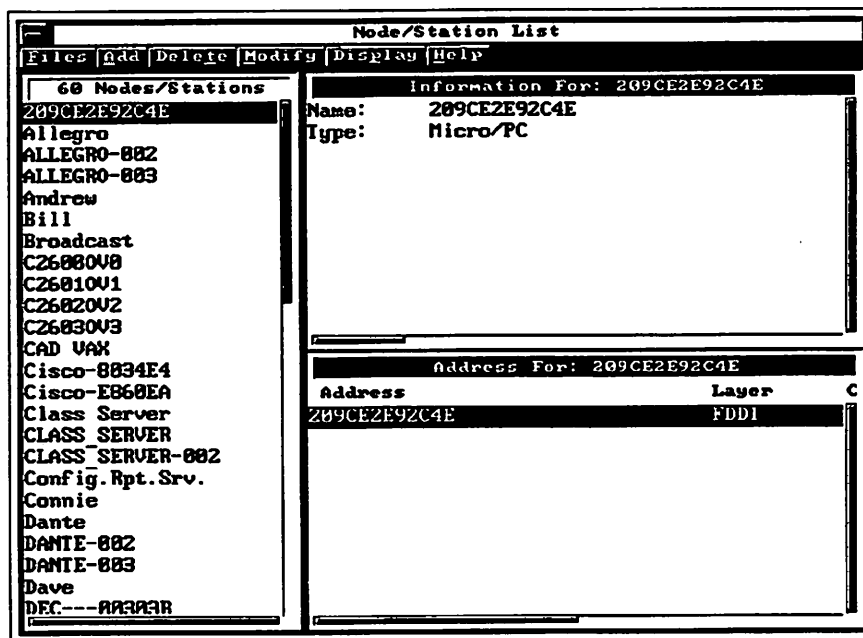 Node/Station List
Files Add Delete Modify Display Help
60 Nodes/Stations
209CE2E92C4E
Allegro
ALLEGRO-002
ALLEGRO-003
Andrew
Bill
Broadcast
C26000V0
C26010V1
C26020V2
C26030V3
CAD VAX
Cisco-8034E4
Cisco-E860EA
Class Server
CLASS_SERVER
CLASS_SERVER-002
Config.Rpt.Srv.
Connie
Dante
DANTE-002
DANTE-003
Dave
Information For: 209CE2E92C4E
Name: 209CE2E92C4E
Type: Micro/PC
Address For: 209CE2E92C4E
Address Layer C
209CE2E92C4E FDDI